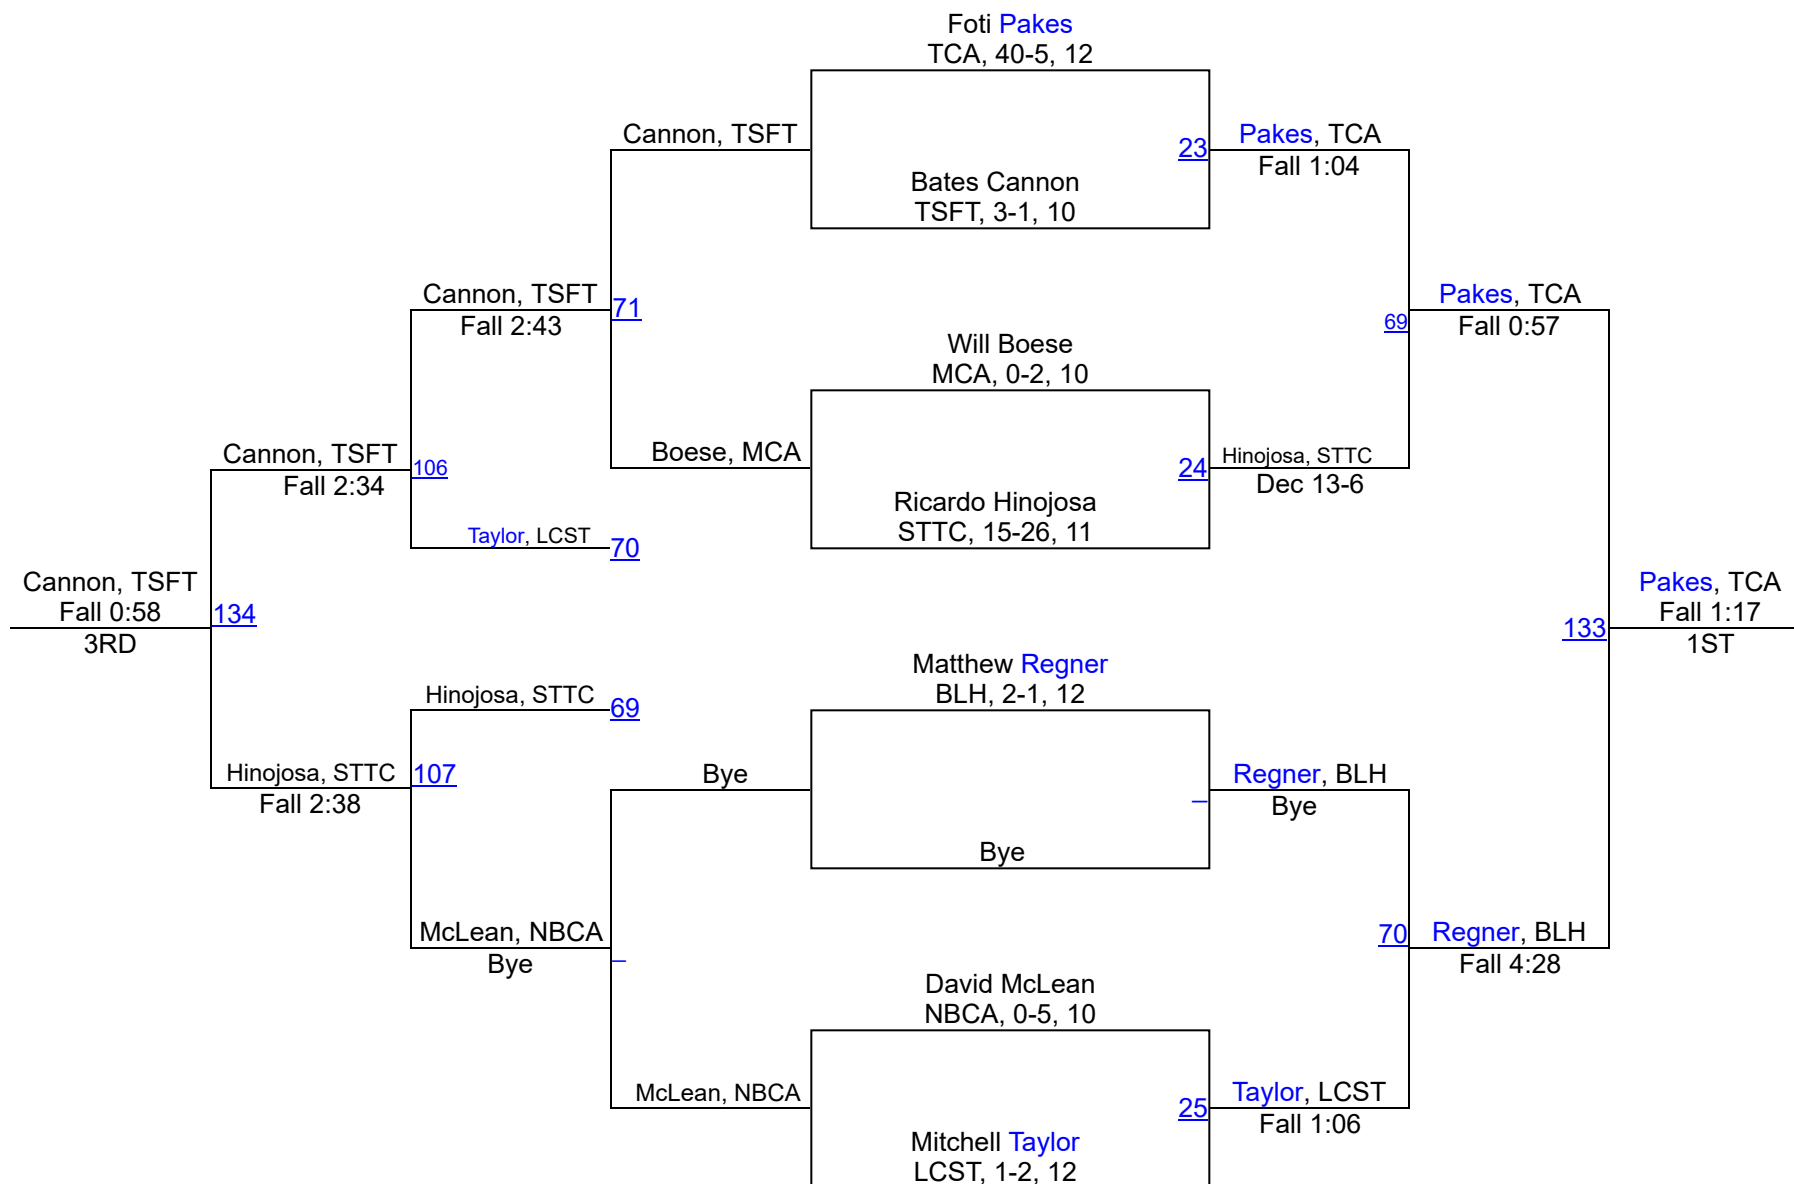 Foti Pakes
TCA, 40-5, 12
Cannon, TSFT
23
Pakes, TCA
Fall 1:04
Bates Cannon
TSFT, 3-1, 10
Cannon, TSFT
Fall 2:43
71
69
Pakes, TCA
Fall 0:57
Will Boese
MCA, 0-2, 10
Cannon, TSFT
Fall 2:34
106
Boese, MCA
24
Hinojosa, STTC
Dec 13-6
Ricardo Hinojosa
STTC, 15-26, 11
Taylor, LCST
70
Cannon, TSFT
Fall 0:58
3RD
134
133
Pakes, TCA
Fall 1:17
1ST
Matthew Regner
BLH, 2-1, 12
Hinojosa, STTC
69
Hinojosa, STTC
Fall 2:38
107
Bye
Regner, BLH
Bye
Bye
McLean, NBCA
Bye
70
Regner, BLH
Fall 4:28
David McLean
NBCA, 0-5, 10
McLean, NBCA
25
Taylor, LCST
Fall 1:06
Mitchell Taylor
LCST, 1-2, 12